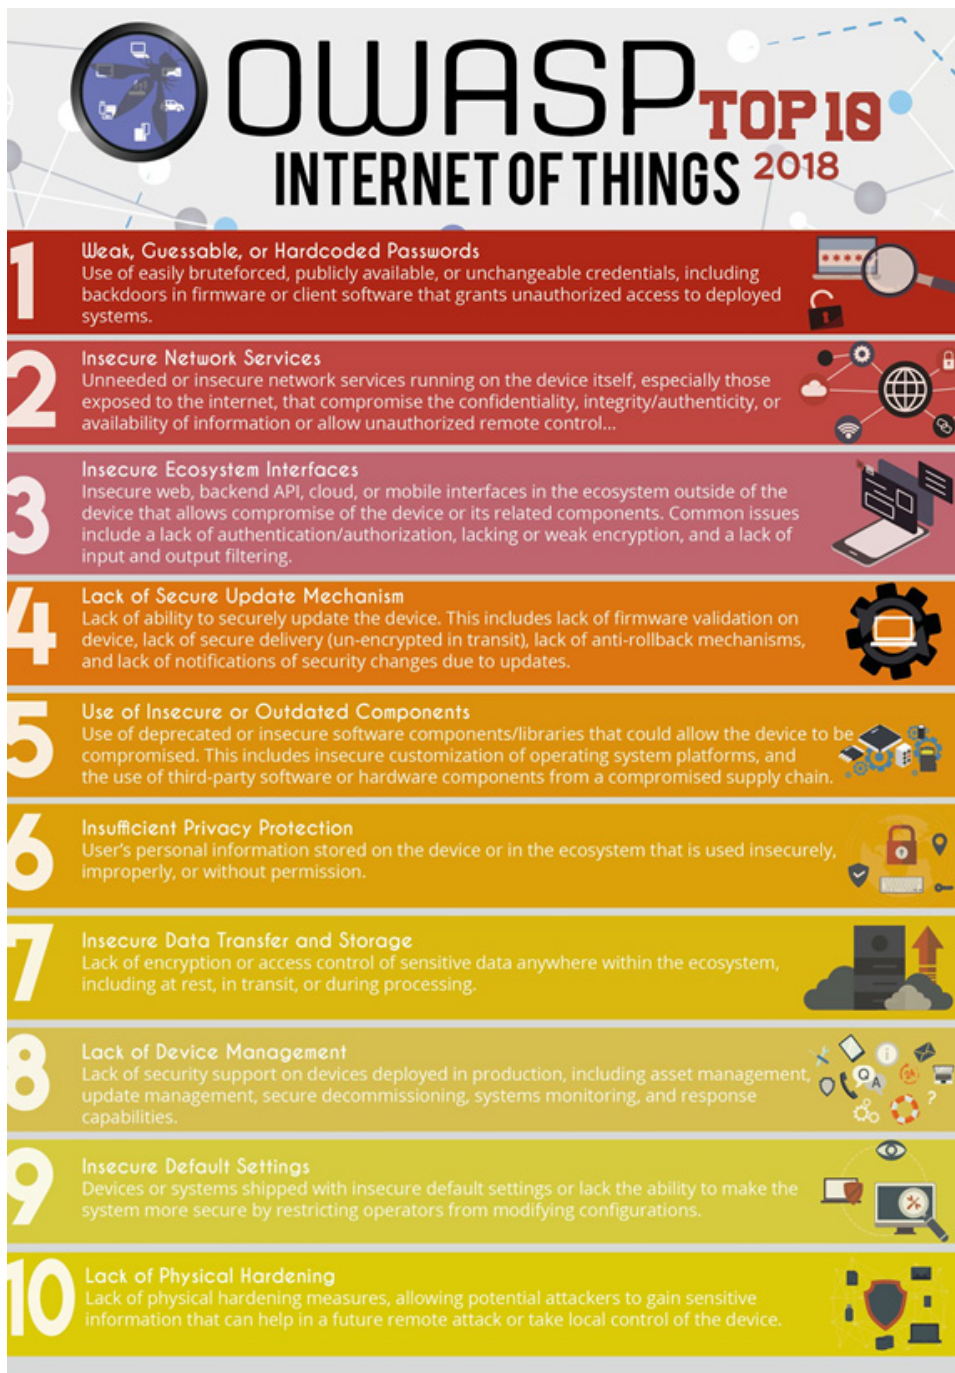 OWASP TOP 10
INTERNET OF THINGS 2018
1
Weak, Guessable, or Hardcoded Passwords
Use of easily bruteforced, publicly available, or unchangeable credentials, including
backdoors in firmware or client software that grants unauthorized access to deployed
systems.
2
Insecure Network Services
Unneeded or insecure network services running on the device itself, especially those
exposed to the internet, that compromise the confidentiality, integrity/authenticity, or
availability of information or allow unauthorized remote control...
3
Insecure Ecosystem Interfaces
Insecure web, backend API, cloud, or mobile interfaces in the ecosystem outside of the
device that allows compromise of the device or its related components. Common issues
include a lack of authentication/authorization, lacking or weak encryption, and a lack of
input and output filtering.
4
Lack of Secure Update Mechanism
Lack of ability to securely update the device. This includes lack of firmware validation on
device, lack of secure delivery (un-encrypted in transit), lack of anti-rollback mechanisms,
and lack of notifications of security changes due to updates.
5
Use of Insecure or Outdated Components
Use of deprecated or insecure software components/libraries that could allow the device to be
compromised. This includes insecure customization of operating system platforms, and
the use of third-party software or hardware components from a compromised supply chain.
6
Insufficient Privacy Protection
User's personal information stored on the device or in the ecosystem that is used insecurely,
improperly, or without permission.
7
Insecure Data Transfer and Storage
Lack of encryption or access control of sensitive data anywhere within the ecosystem,
including at rest, in transit, or during processing.
8
Lack of Device Management
Lack of security support on devices deployed in production, including asset management,
update management, secure decommissioning, systems monitoring, and response
capabilities.
Q A
i
?
9
Insecure Default Settings
Devices or systems shipped with insecure default settings or lack the ability to make the
system more secure by restricting operators from modifying configurations.
10
Lack of Physical Hardening
Lack of physical hardening measures, allowing potential attackers to gain sensitive
information that can help in a future remote attack or take local control of the device.